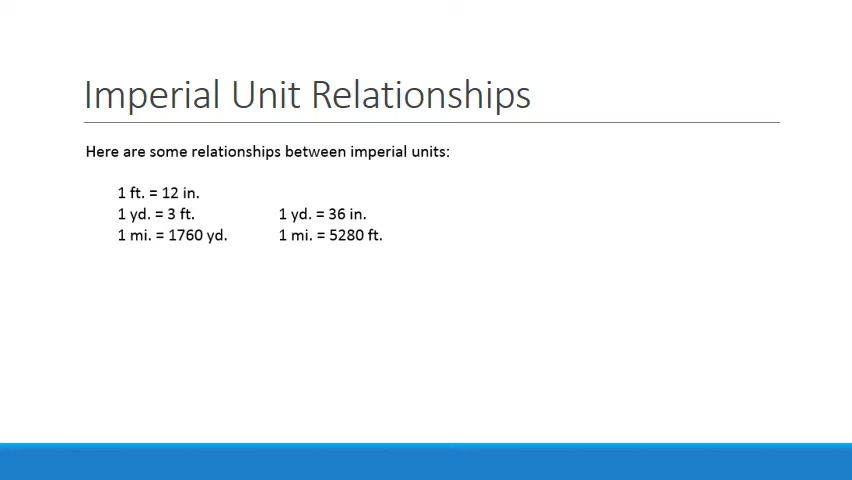 Imperial Unit Relationships
Here are some relationships between imperial units:
1 ft. = 12 in.
1 yd. = 3 ft. 1 yd. = 36 in.
1 mi. = 1760 yd. 1 mi. = 5280 ft.